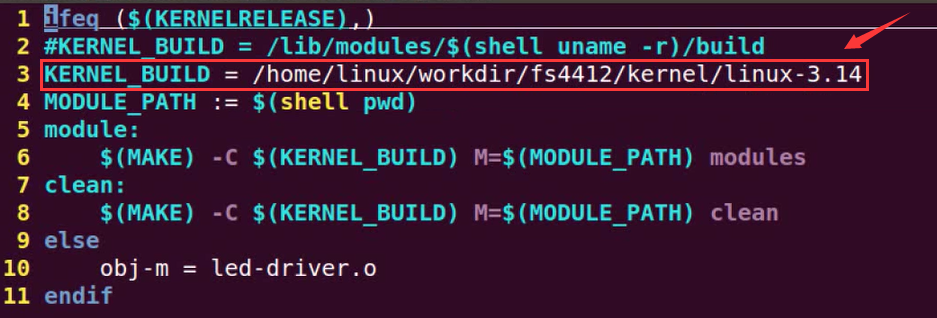 1 ifeq ($(KERNELRELEASE),)
2 #KERNEL_BUILD = /lib/modules/$(shell uname -r)/build
3 KERNEL_BUILD = /home/linux/workdir/fs4412/kernel/linux-3.14
4 MODULE_PATH := $(shell pwd)
5 module:
6     $(MAKE) -C $(KERNEL_BUILD) M=$(MODULE_PATH) modules
7 clean:
8     $(MAKE) -C $(KERNEL_BUILD) M=$(MODULE_PATH) clean
9 else
10     obj-m = led-driver.o
11 endif